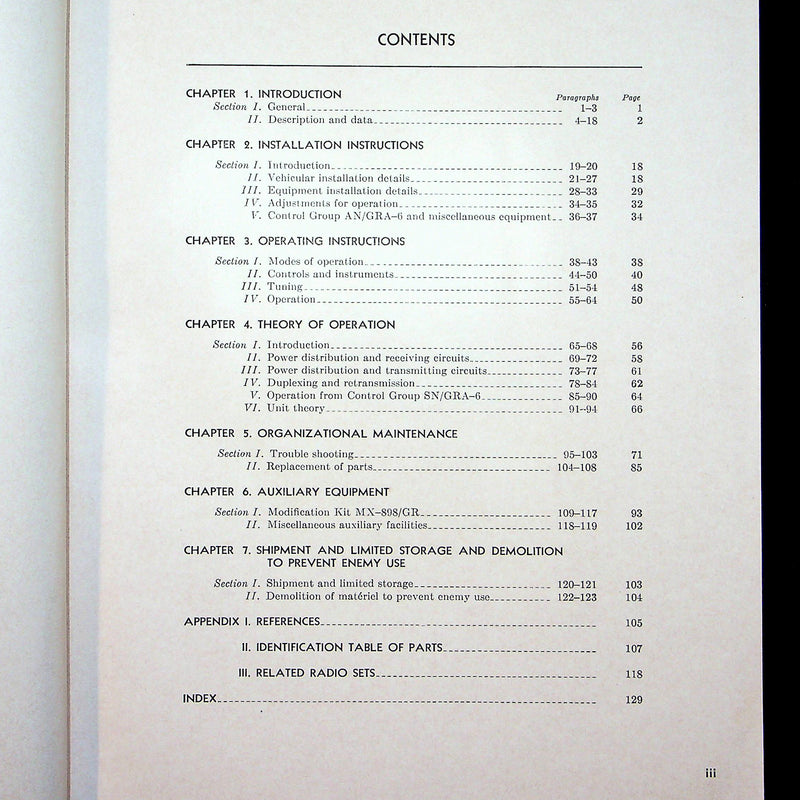 CONTENTS
Paragraphs Page
CHAPTER 1. INTRODUCTION
Section I. General 1–3 1
II. Description and data 4–18 2
CHAPTER 2. INSTALLATION INSTRUCTIONS
Section I. Introduction 19–20 18
II. Vehicular installation details 21–27 18
III. Equipment installation details 28–33 29
IV. Adjustments for operation 34–35 32
V. Control Group AN/GRA–6 and miscellaneous equipment 36–37 34
CHAPTER 3. OPERATING INSTRUCTIONS
Section I. Modes of operation 38–43 38
II. Controls and instruments 44–50 40
III. Tuning 51–54 48
IV. Operation 55–64 50
CHAPTER 4. THEORY OF OPERATION
Section I. Introduction 65–68 56
II. Power distribution and receiving circuits 69–72 58
III. Power distribution and transmitting circuits 73–77 61
IV. Duplexing and retransmission 78–84 62
V. Operation from Control Group SN/GRA–6 85–90 64
VI. Unit theory 91–94 66
CHAPTER 5. ORGANIZATIONAL MAINTENANCE
Section I. Trouble shooting 95–103 71
II. Replacement of parts 104–108 85
CHAPTER 6. AUXILIARY EQUIPMENT
Section I. Modification Kit MX–898/GR 109–117 93
II. Miscellaneous auxiliary facilities 118–119 102
CHAPTER 7. SHIPMENT AND LIMITED STORAGE AND DEMOLITION
TO PREVENT ENEMY USE
Section I. Shipment and limited storage 120–121 103
II. Demolition of matériel to prevent enemy use 122–123 104
APPENDIX I. REFERENCES 105
II. IDENTIFICATION TABLE OF PARTS 107
III. RELATED RADIO SETS 118
INDEX 129
iii